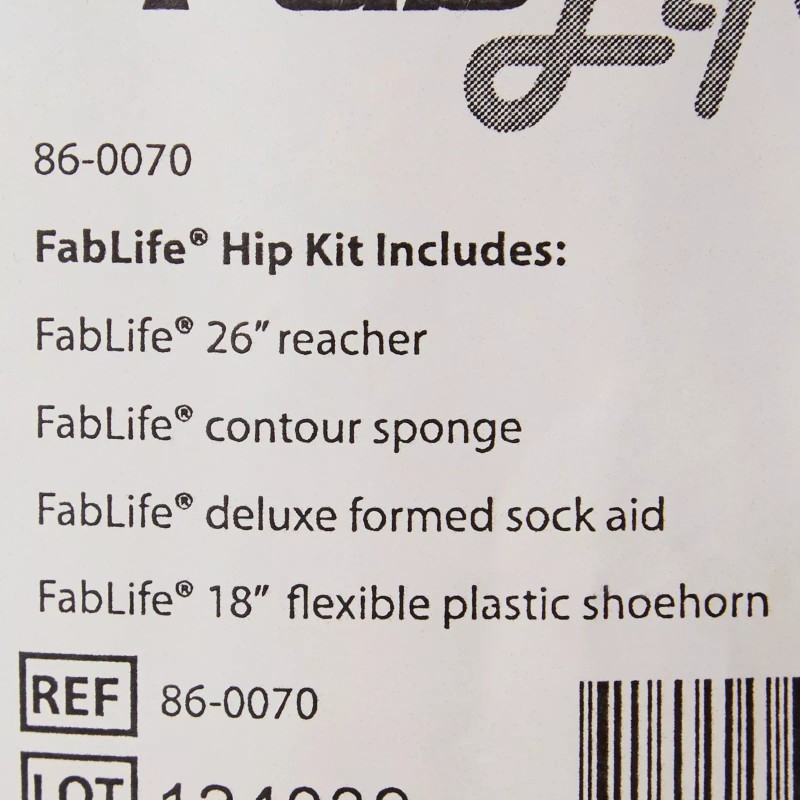 86-0070
FabLife® Hip Kit Includes:
FabLife® 26" reacher
FabLife® contour sponge
FabLife® deluxe formed sock aid
FabLife® 18" flexible plastic shoehorn
REF 86-0070
LOT